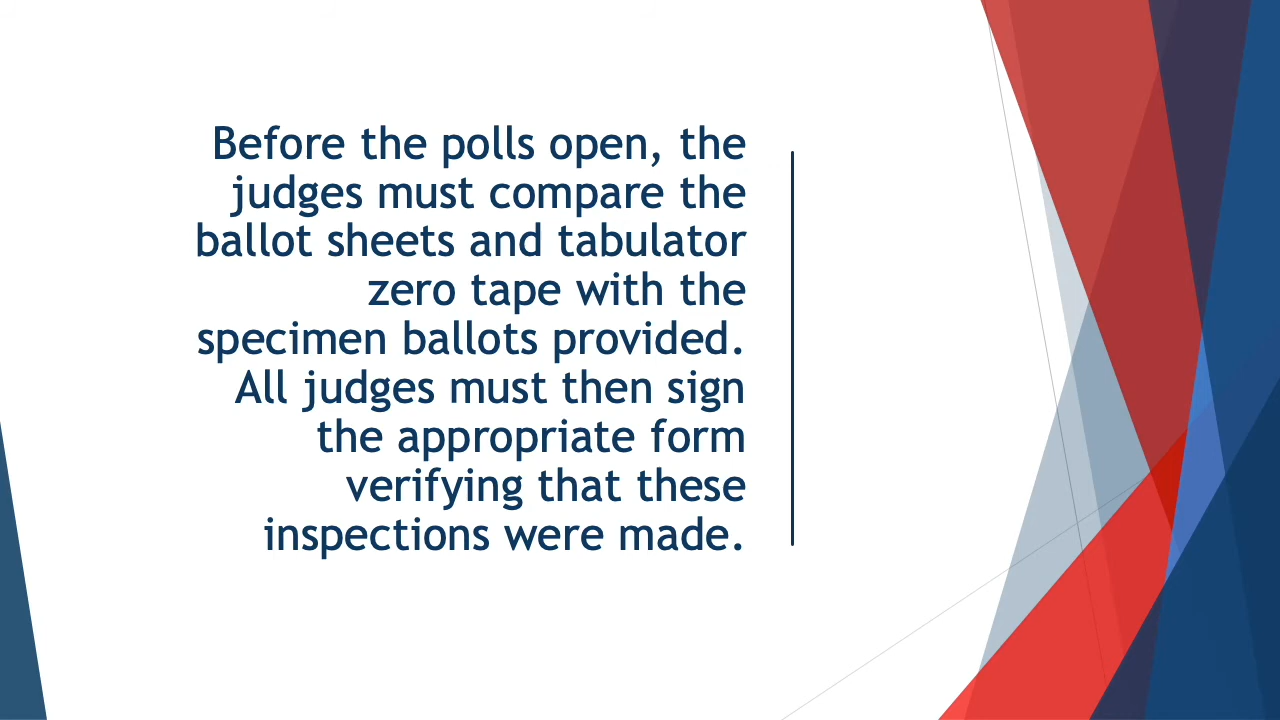 Before the polls open, the
judges must compare the
ballot sheets and tabulator
zero tape with the
specimen ballots provided.
All judges must then sign
the appropriate form
verifying that these
inspections were made.